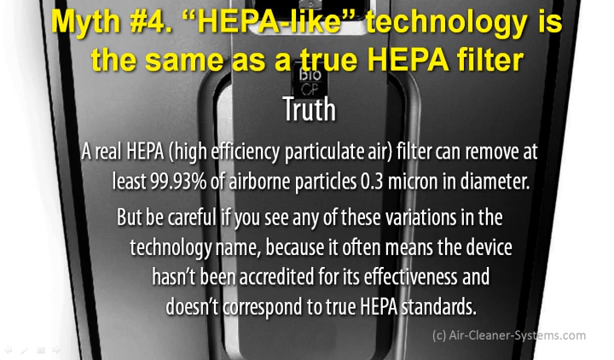 Myth #4. “HEPA-like” technology is
the same as a true HEPA filter
Bio
GP
Truth
A real HEPA (high efficiency particulate air) filter can remove at
least 99.93% of airborne particles 0.3 micron in diameter.
But be careful if you see any of these variations in the
technology name, because it often means the device
hasn't been accredited for its effectiveness and
doesn't correspond to true HEPA standards.
(c) Air-Cleaner-Systems.com